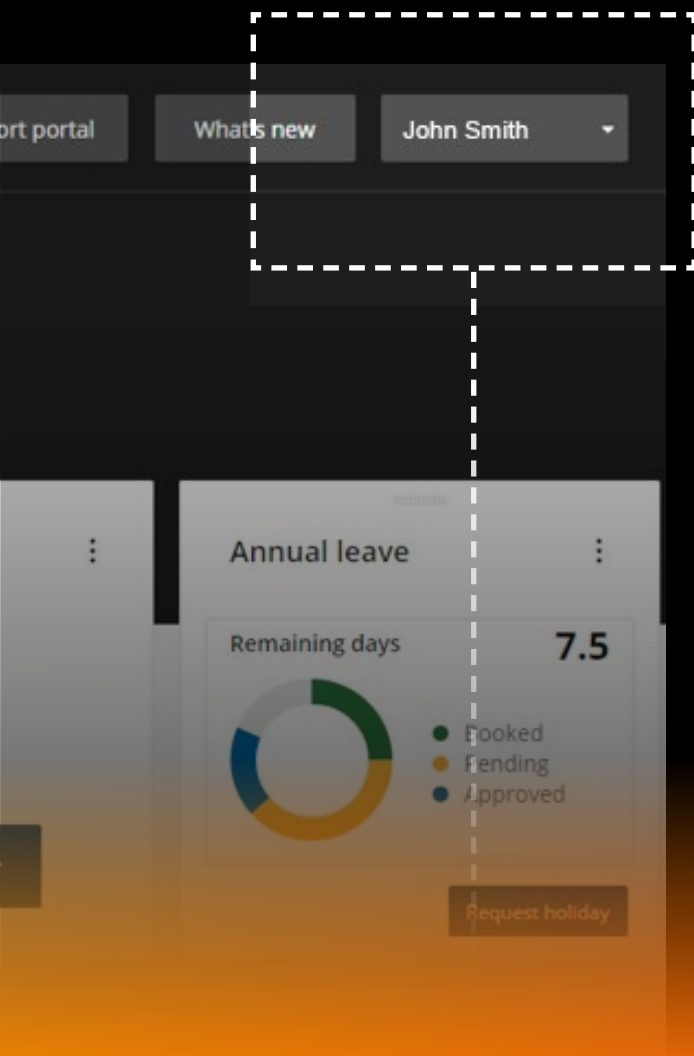 ort portal
What's new
John Smith
Annual leave
Remaining days
7.5
Booked
Pending
Approved
Request holiday